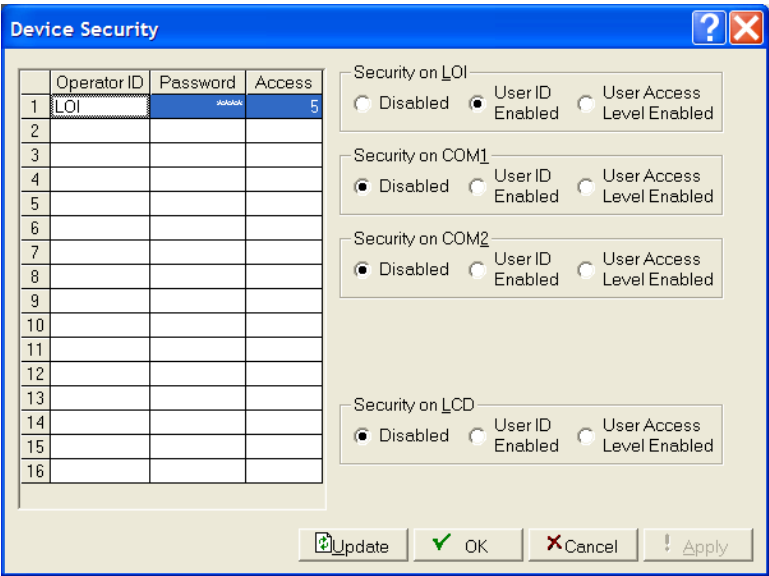 Device Security
Operator ID Password Access
1 LOI **** 5
2
3
4
5
6
7
8
9
10
11
12
13
14
15
16
Security on LOI
Disabled User ID Enabled User Access Level Enabled
Security on COM1
Disabled User ID Enabled User Access Level Enabled
Security on COM2
Disabled User ID Enabled User Access Level Enabled
Security on LCD
Disabled User ID Enabled User Access Level Enabled
Update OK Cancel Apply